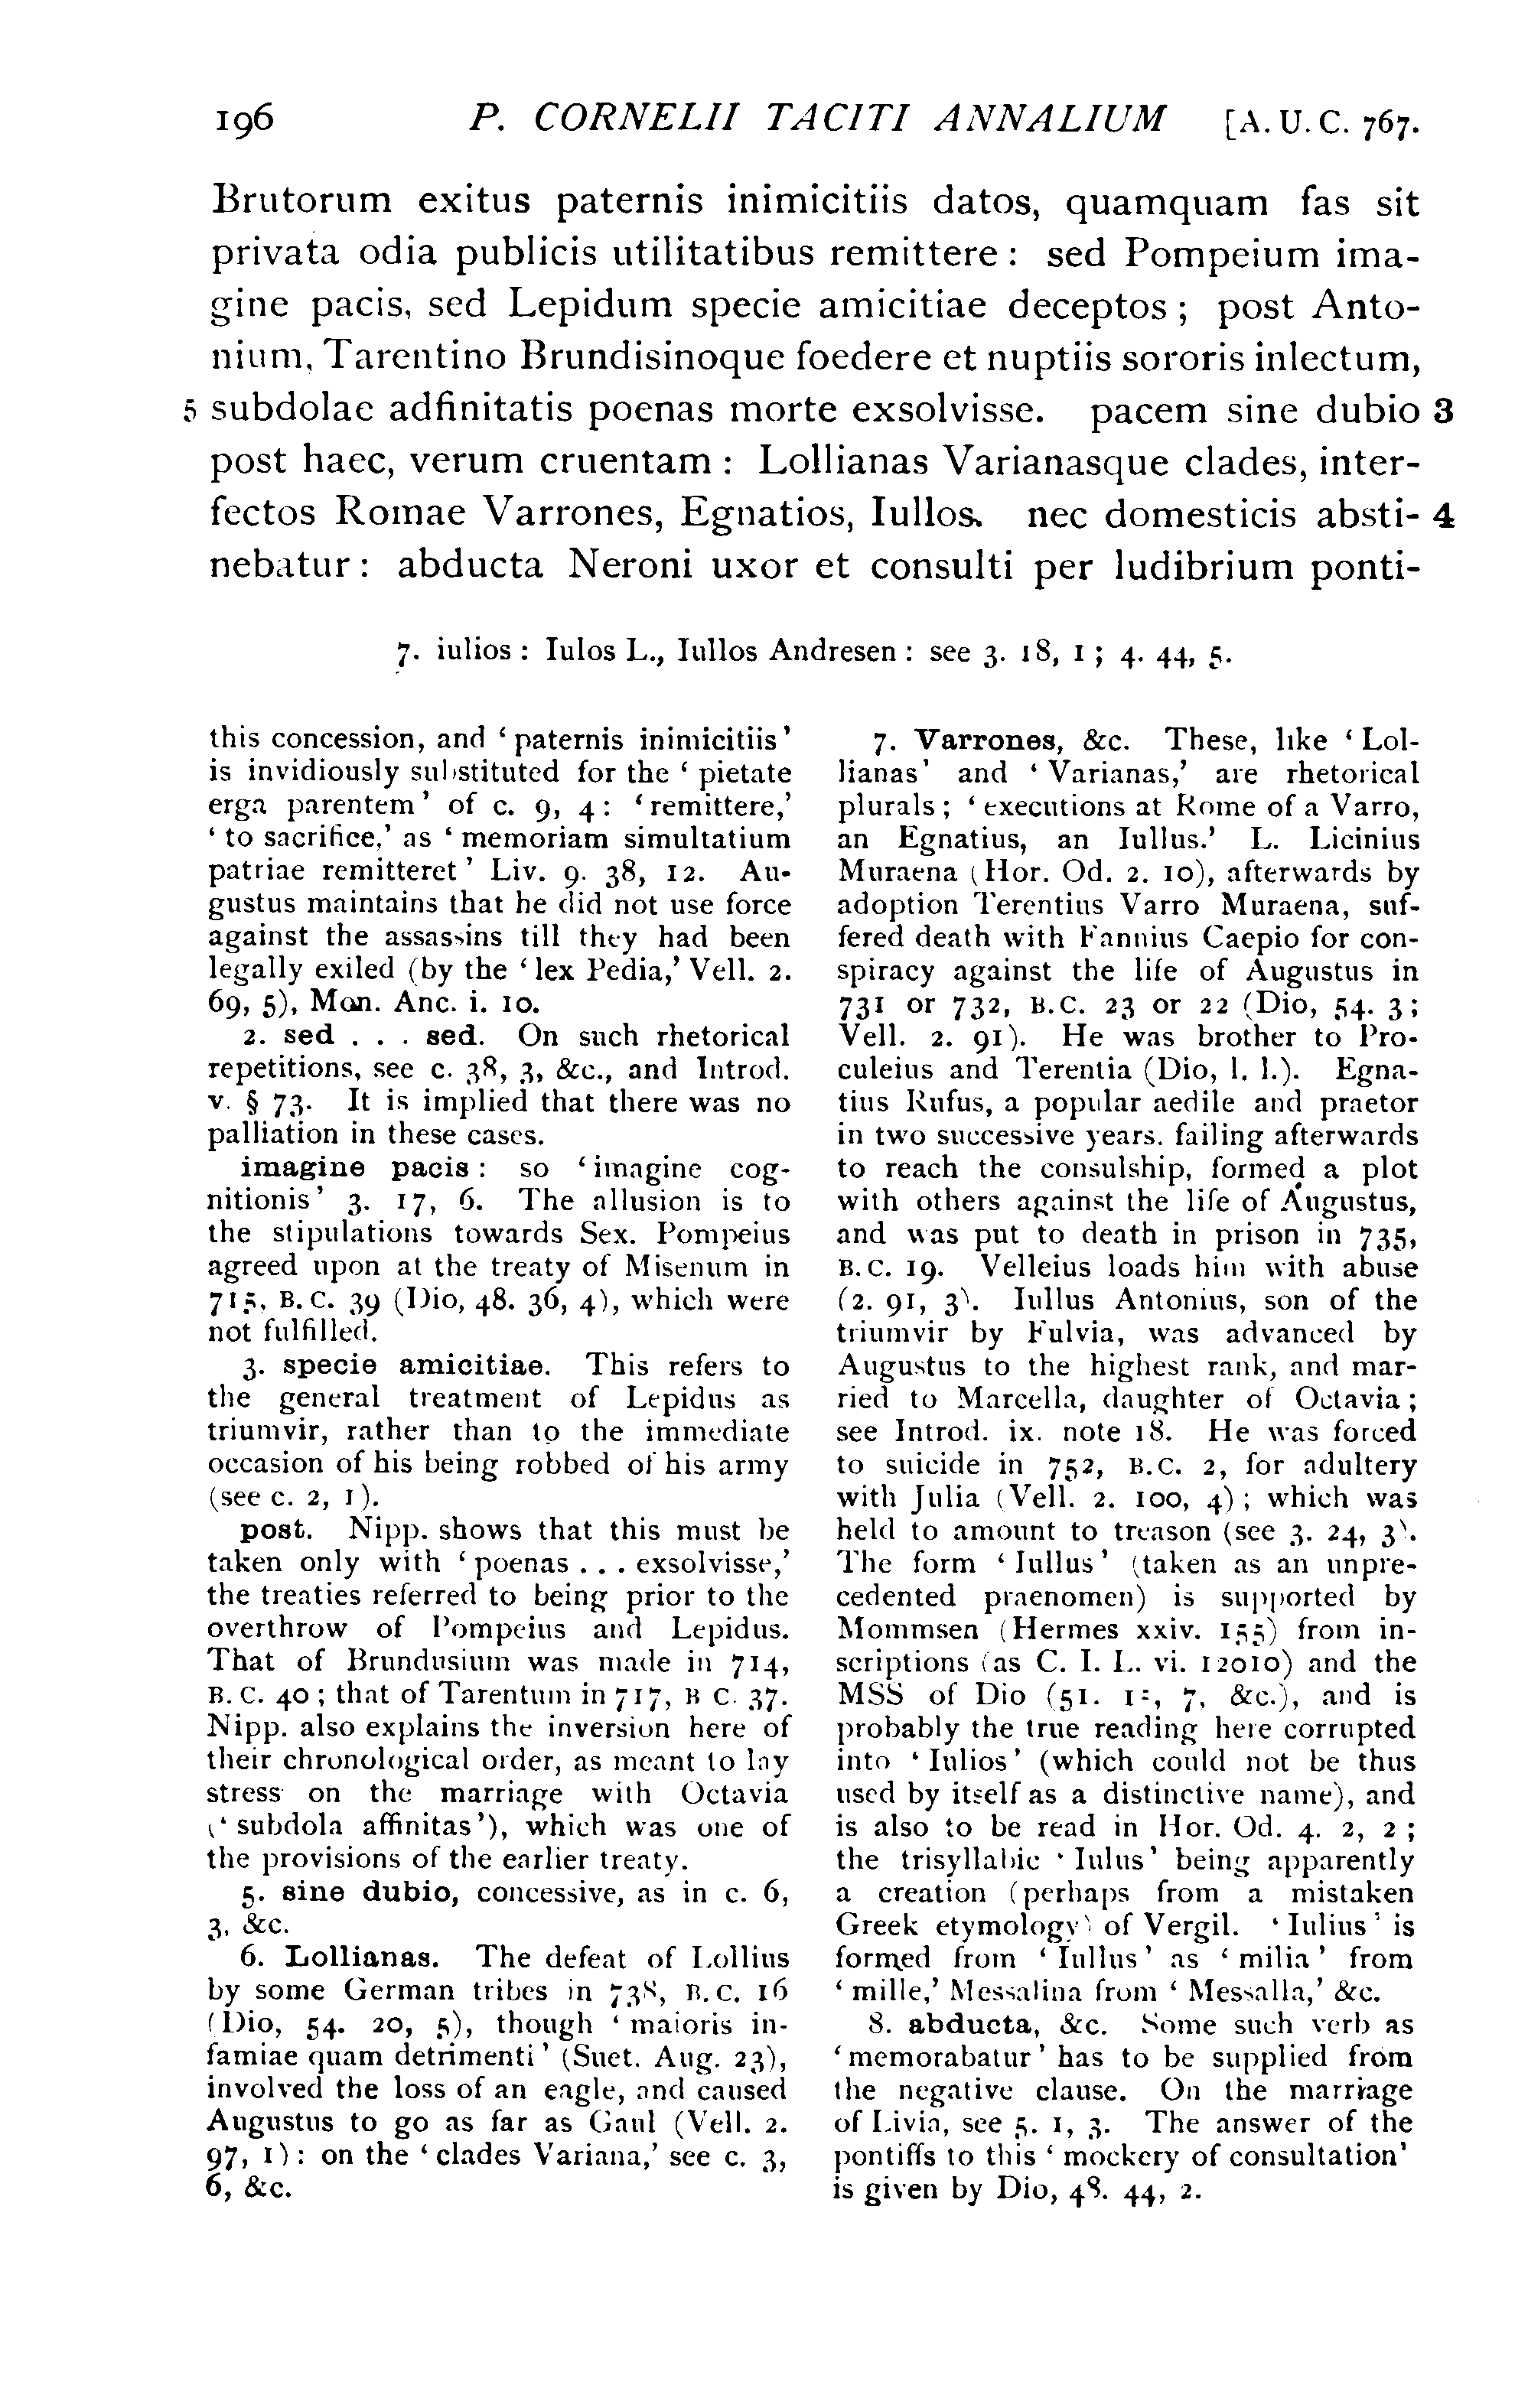 196 P. CORNELII TACITI ANNALIUM [A.U.C. 767.
Brutorum exitus paternis inimicitiis datos, quamquam fas sit
privata odia publicis utilitatibus remittere : sed Pompeium ima-
gine pacis, sed Lepidum specie amicitiae deceptos ; post Anto-
nium, Tarentino Brundisinoque foedere et nuptiis sororis inlectum,
5 subdolae adfinitatis poenas morte exsolvisse. pacem sine dubio 3
post haec, verum cruentam : Lollianas Varianasque clades, inter-
fectos Romae Varrones, Egnatios, Iullos. nec domesticis absti- 4
nebatur : abducta Neroni uxor et consulti per ludibrium ponti-
7. iulios : Iulos L., Iullos Andresen : see 3. 18, 1 ; 4. 44, 5.
this concession, and ‘ paternis inimicitiis ’
is invidiously substituted for the ‘ pietate
erga parentem ’ of c. 9, 4 : ‘ remittere,’
‘ to sacrifice,’ as ‘ memoriam simultatium
patriae remitteret ’ Liv. 9. 38, 12. Au-
gustus maintains that he did not use force
against the assassins till they had been
legally exiled (by the ‘ lex Pedia,’ Vell. 2.
69, 5), Mon. Anc. i. 10.
2. sed . . . sed. On such rhetorical
repetitions, see c. 38, 3, &c., and Introd.
v. § 73. It is implied that there was no
palliation in these cases.
imagine pacis : so ‘ imagine cog-
nitionis ’ 3. 17, 6. The allusion is to
the stipulations towards Sex. Pompeius
agreed upon at the treaty of Misenum in
715, B.C. 39 (Dio, 48. 36, 4), which were
not fulfilled.
3. specie amicitiae. This refers to
the general treatment of Lepidus as
triumvir, rather than to the immediate
occasion of his being robbed of his army
(see c. 2, 1).
post. Nipp. shows that this must be
taken only with ‘ poenas . . . exsolvisse,’
the treaties referred to being prior to the
overthrow of Pompeius and Lepidus.
That of Brundusium was made in 714,
B.C. 40 ; that of Tarentum in 717, B C. 37.
Nipp. also explains the inversion here of
their chronological order, as meant to lay
stress on the marriage with Octavia
(‘ subdola affinitas ’), which was one of
the provisions of the earlier treaty.
5. sine dubio, concessive, as in c. 6,
3, &c.
6. Lollianas. The defeat of Lollius
by some German tribes in 738, B.C. 16
(Dio, 54. 20, 5), though ‘ maioris in-
famiae quam detrimenti ’ (Suet. Aug. 23),
involved the loss of an eagle, and caused
Augustus to go as far as Gaul (Vell. 2.
97, 1) : on the ‘ clades Variana,’ see c. 3,
6, &c.
7. Varrones, &c. These, like ‘ Lol-
lianas ’ and ‘ Varianas,’ are rhetorical
plurals ; ‘ executions at Rome of a Varro,
an Egnatius, an Iullus.’ L. Licinius
Muraena (Hor. Od. 2. 10), afterwards by
adoption Terentius Varro Muraena, suf-
fered death with Fannius Caepio for con-
spiracy against the life of Augustus in
731 or 732, B.C. 23 or 22 (Dio, 54. 3 ;
Vell. 2. 91). He was brother to Pro-
culeius and Terentia (Dio, l. l.). Egna-
tius Rufus, a popular aedile and praetor
in two successive years, failing afterwards
to reach the consulship, formed a plot
with others against the life of Augustus,
and was put to death in prison in 735,
B.C. 19. Velleius loads him with abuse
(2. 91, 3). Iullus Antonius, son of the
triumvir by Fulvia, was advanced by
Augustus to the highest rank, and mar-
ried to Marcella, daughter of Octavia ;
see Introd. ix. note 18. He was forced
to suicide in 752, B.C. 2, for adultery
with Julia (Vell. 2. 100, 4) ; which was
held to amount to treason (see 3. 24, 3).
The form ‘ Iullus ’ (taken as an unpre-
cedented praenomen) is supported by
Mommsen (Hermes xxiv. 155) from in-
scriptions (as C. I. L. vi. 12010) and the
MSS of Dio (51. 7, &c.), and is
probably the true reading here corrupted
into ‘ Iulios ’ (which could not be thus
used by itself as a distinctive name), and
is also to be read in Hor. Od. 4. 2, 2 ;
the trisyllabic ‘ Iulus ’ being apparently
a creation (perhaps from a mistaken
Greek etymology) of Vergil. ‘ Iulius ’ is
formed from ‘ Iullus ’ as ‘ milia ’ from
‘ mille,’ Messalina from ‘ Messalla,’ &c.
8. abducta, &c. Some such verb as
‘ memorabatur ’ has to be supplied from
the negative clause. On the marriage
of Livia, see 5. 1, 3. The answer of the
pontiffs to this ‘ mockery of consultation ’
is given by Dio, 48. 44, 2.